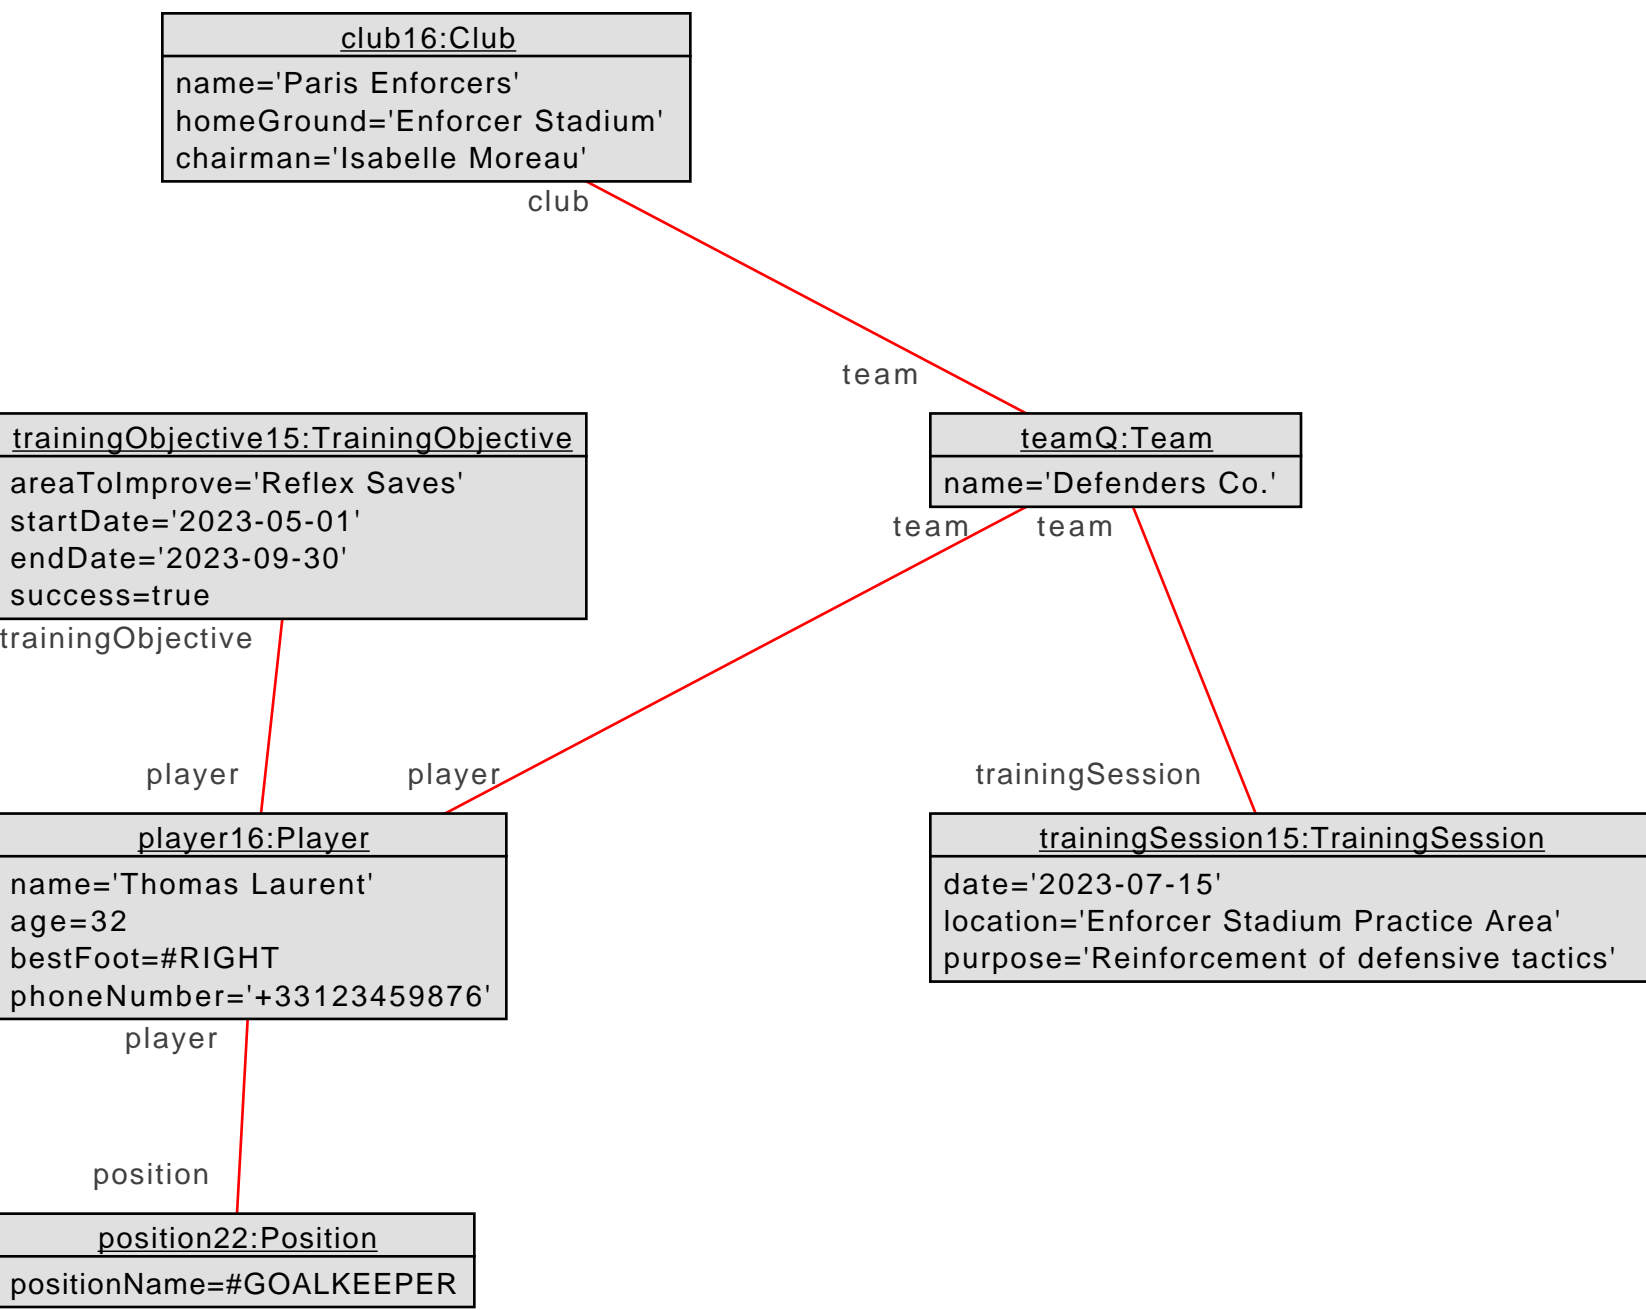 club16:Club
name='Paris Enforcers'
homeGround='Enforcer Stadium'
chairman='Isabelle Moreau'
club
team
trainingObjective15:TrainingObjective
areaToImprove='Reflex Saves'
startDate='2023-05-01'
endDate='2023-09-30'
success=true
trainingObjective
teamQ:Team
name='Defenders Co.'
team team
player player
trainingSession
player16:Player
name='Thomas Laurent'
age=32
bestFoot=#RIGHT
phoneNumber='+33123459876'
player
trainingSession15:TrainingSession
date='2023-07-15'
location='Enforcer Stadium Practice Area'
purpose='Reinforcement of defensive tactics'
position
position22:Position
positionName=#GOALKEEPER